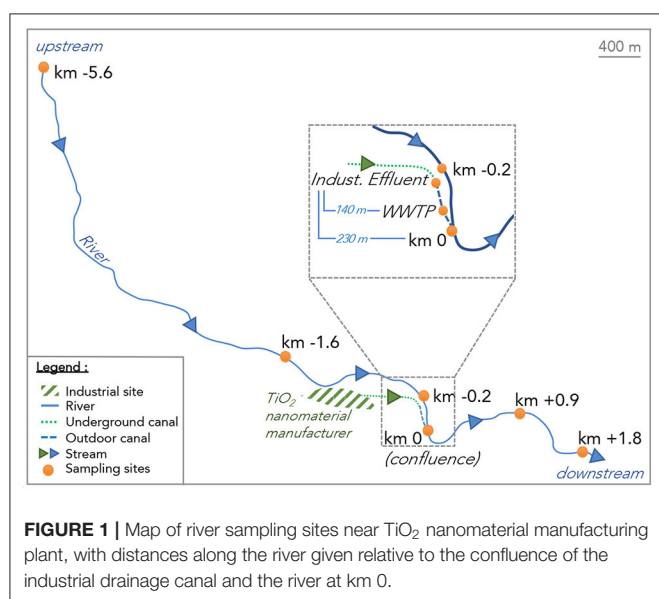 upstream
400 m
km -5.6
km -0.2
Indust. Effluent
140 m
WWTP
230 m
km 0
River
km -1.6
Legend :
Industrial site
River
Underground canal
Outdoor canal
Stream
Sampling sites
TiO2
nanomaterial
manufacturer
km -0.2
km 0
(confluence)
km +0.9
km +1.8
downstream
FIGURE 1 | Map of river sampling sites near TiO2 nanomaterial manufacturing
plant, with distances along the river given relative to the confluence of the
industrial drainage canal and the river at km 0.